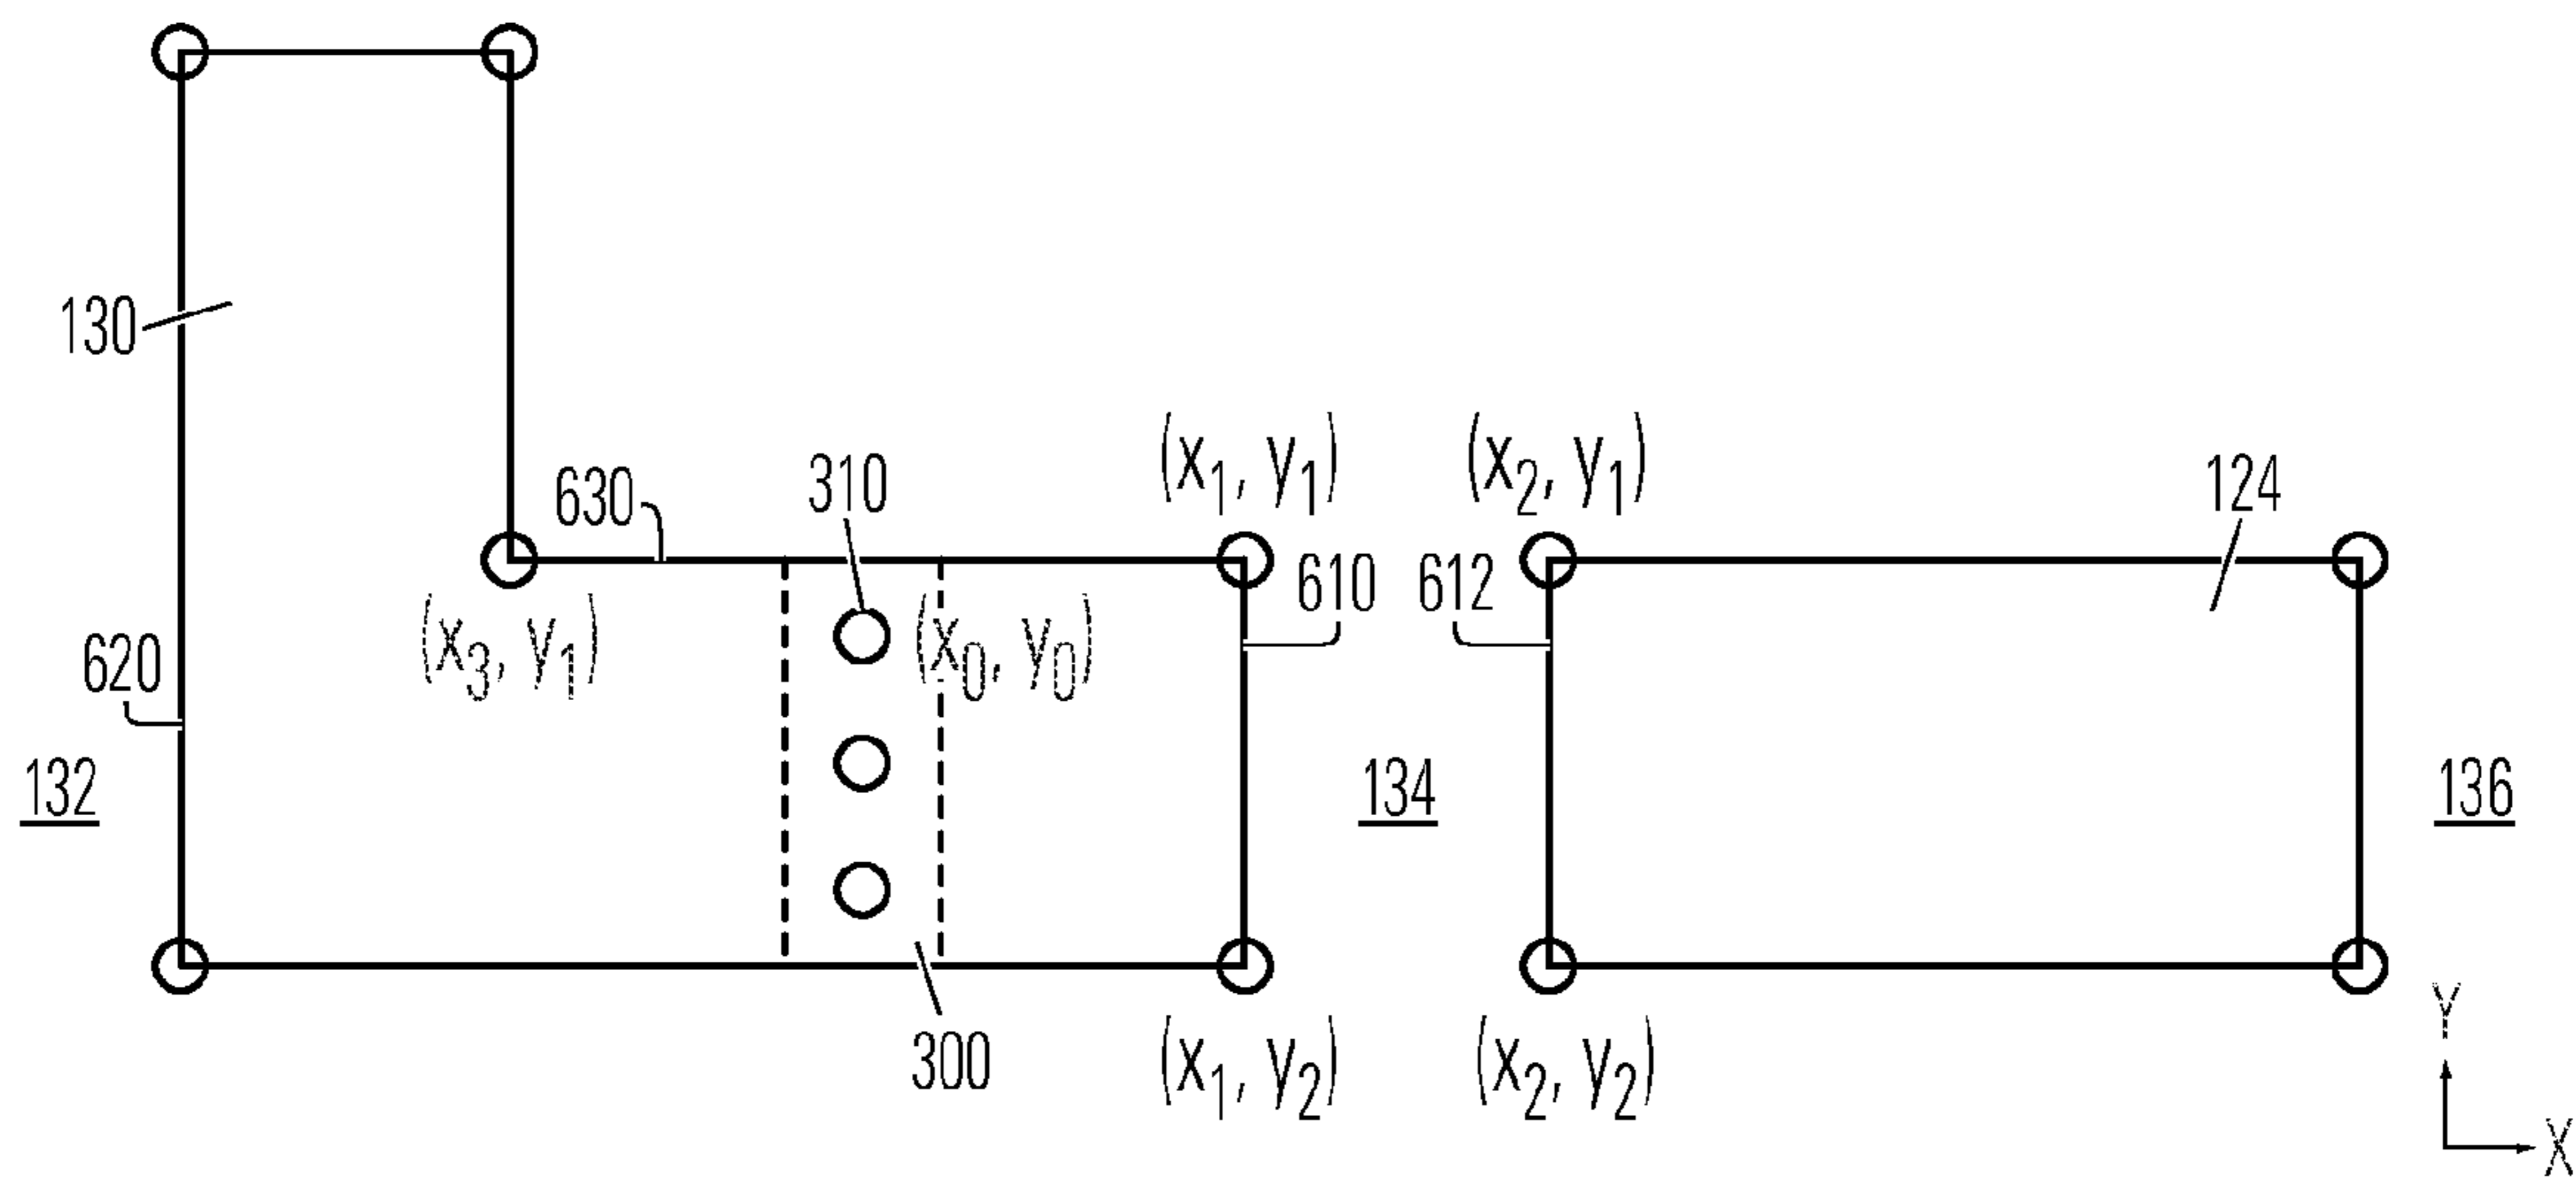 130
(x₁, y₁) (x₂, y₁)
630 310 124
610 612
(x₃, y₁) (x₀, y₀)
620
132 134 136
300 (x₁, y₂) (x₂, y₂)
Y
X